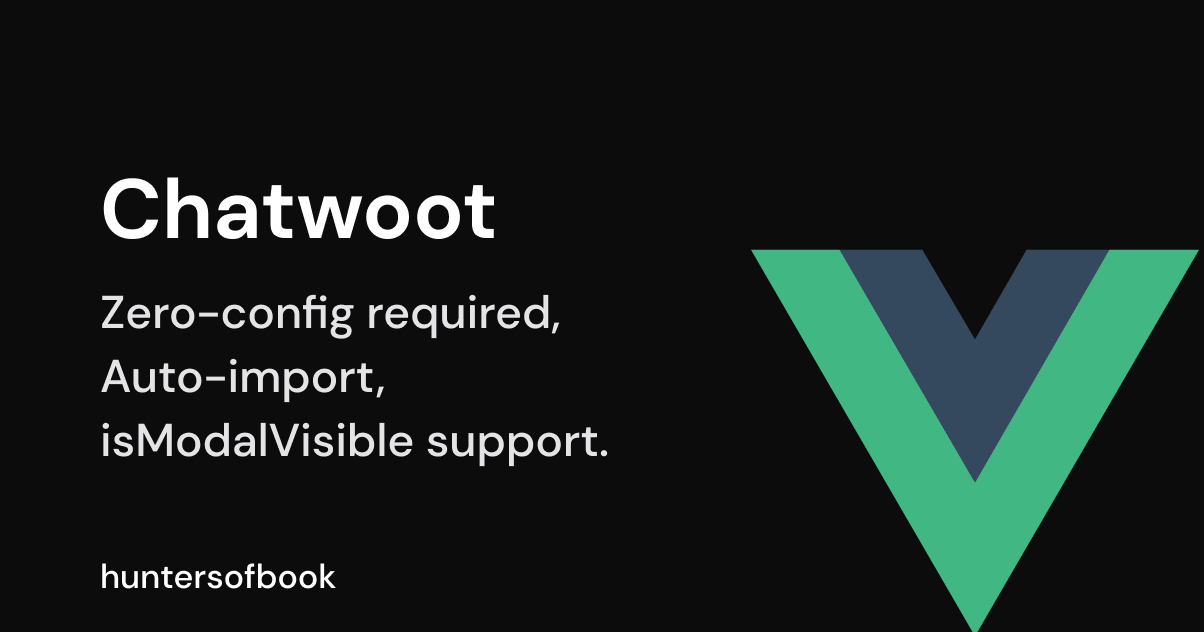 Chatwoot
Zero-config required,
Auto-import,
isModalVisible support.
huntersofbook